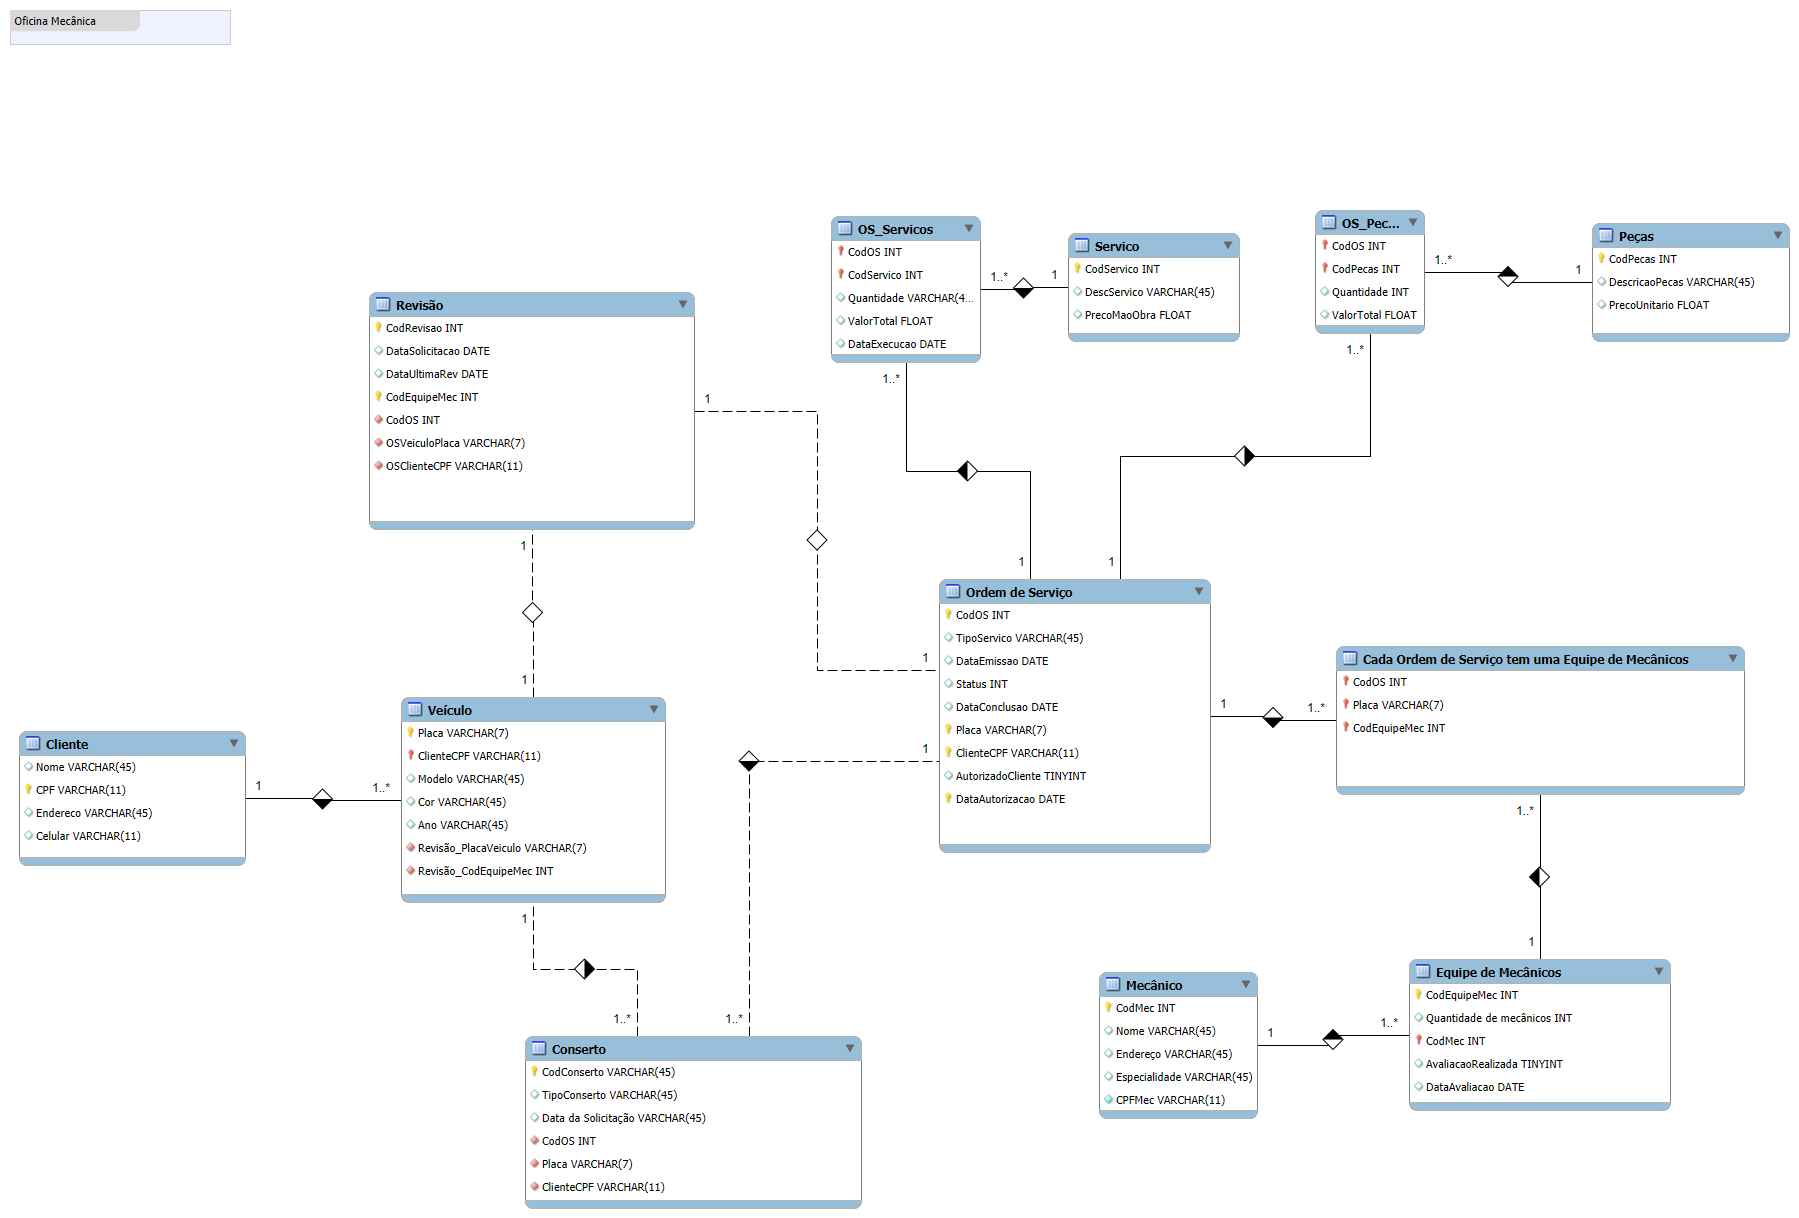 Oficina Mecânica
OS_Servicos
CodOS INT
CodServico INT
Quantidade VARCHAR(4...
ValorTotal FLOAT
DataExecucao DATE
1..*
1
Servico
CodServico INT
DescServico VARCHAR(45)
PrecoMaoObra FLOAT
OS_Pec...
CodOS INT
CodPecas INT
Quantidade INT
ValorTotal FLOAT
1..*
1
Peças
CodPecas INT
DescricaoPecas VARCHAR(45)
PrecoUnitario FLOAT
1..*
1..*
Revisão
CodRevisao INT
DataSolicitacao DATE
DataUltimaRev DATE
CodEquipeMec INT
CodOS INT
OSVeiculoPlaca VARCHAR(7)
OSClienteCPF VARCHAR(11)
1
1
1
1
1
Ordem de Serviço
CodOS INT
TipoServico VARCHAR(45)
DataEmissao DATE
Status INT
DataConclusao DATE
Placa VARCHAR(7)
ClienteCPF VARCHAR(11)
AutorizadoCliente TINYINT
DataAutorizacao DATE
1
1..*
Cada Ordem de Serviço tem uma Equipe de Mecânicos
CodOS INT
Placa VARCHAR(7)
CodEquipeMec INT
1
Veículo
Placa VARCHAR(7)
ClienteCPF VARCHAR(11)
Modelo VARCHAR(45)
Cor VARCHAR(45)
Ano VARCHAR(45)
Revisão_PlacaVeiculo VARCHAR(7)
Revisão_CodEquipeMec INT
Cliente
Nome VARCHAR(45)
CPF VARCHAR(11)
Endereco VARCHAR(45)
Celular VARCHAR(11)
1
1..*
1
1
1..*
1..*
1..*
1
Conserto
CodConserto VARCHAR(45)
TipoConserto VARCHAR(45)
Data da Solicitação VARCHAR(45)
CodOS INT
Placa VARCHAR(7)
ClienteCPF VARCHAR(11)
Mecânico
CodMec INT
Nome VARCHAR(45)
Endereço VARCHAR(45)
Especialidade VARCHAR(45)
CPFMec VARCHAR(11)
1
1..*
Equipe de Mecânicos
CodEquipeMec INT
Quantidade de mecânicos INT
CodMec INT
AvaliacaoRealizada TINYINT
DataAvaliacao DATE